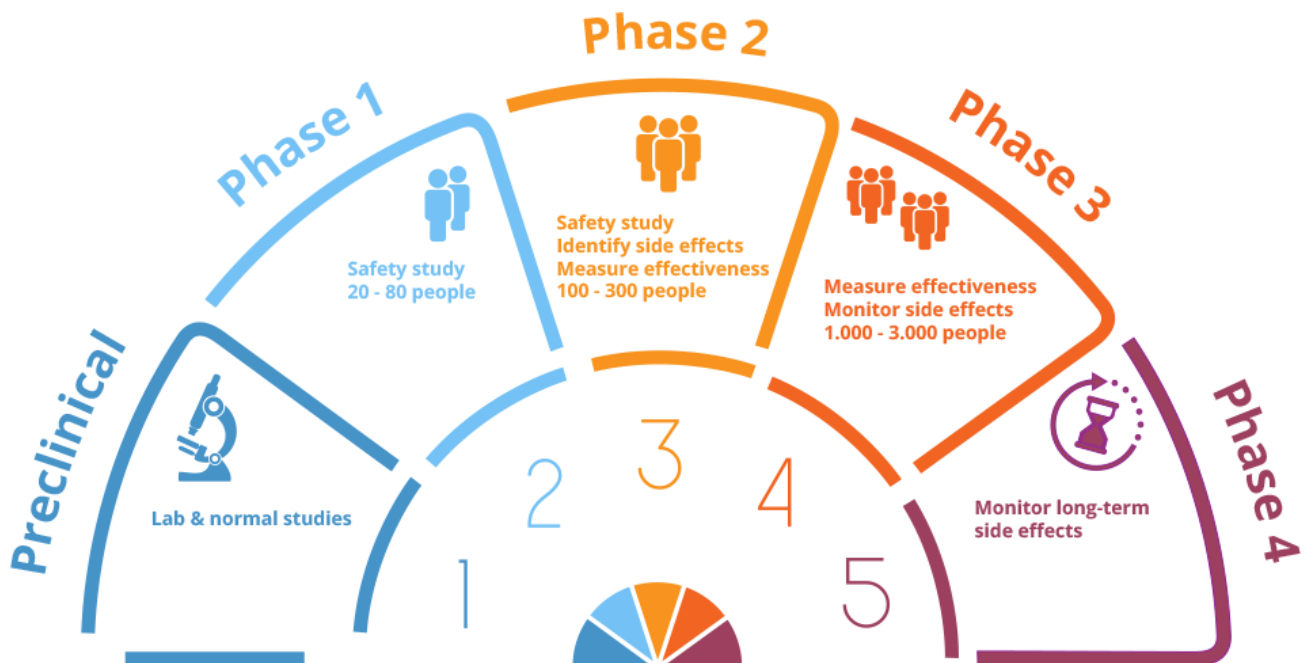 Preclinical
Lab & normal studies
1
Phase 1
Safety study
20 - 80 people
2
Phase 2
Safety study
Identify side effects
Measure effectiveness
100 - 300 people
3
Phase 3
Measure effectiveness
Monitor side effects
1.000 - 3.000 people
4
Phase 4
Monitor long-term
side effects
5